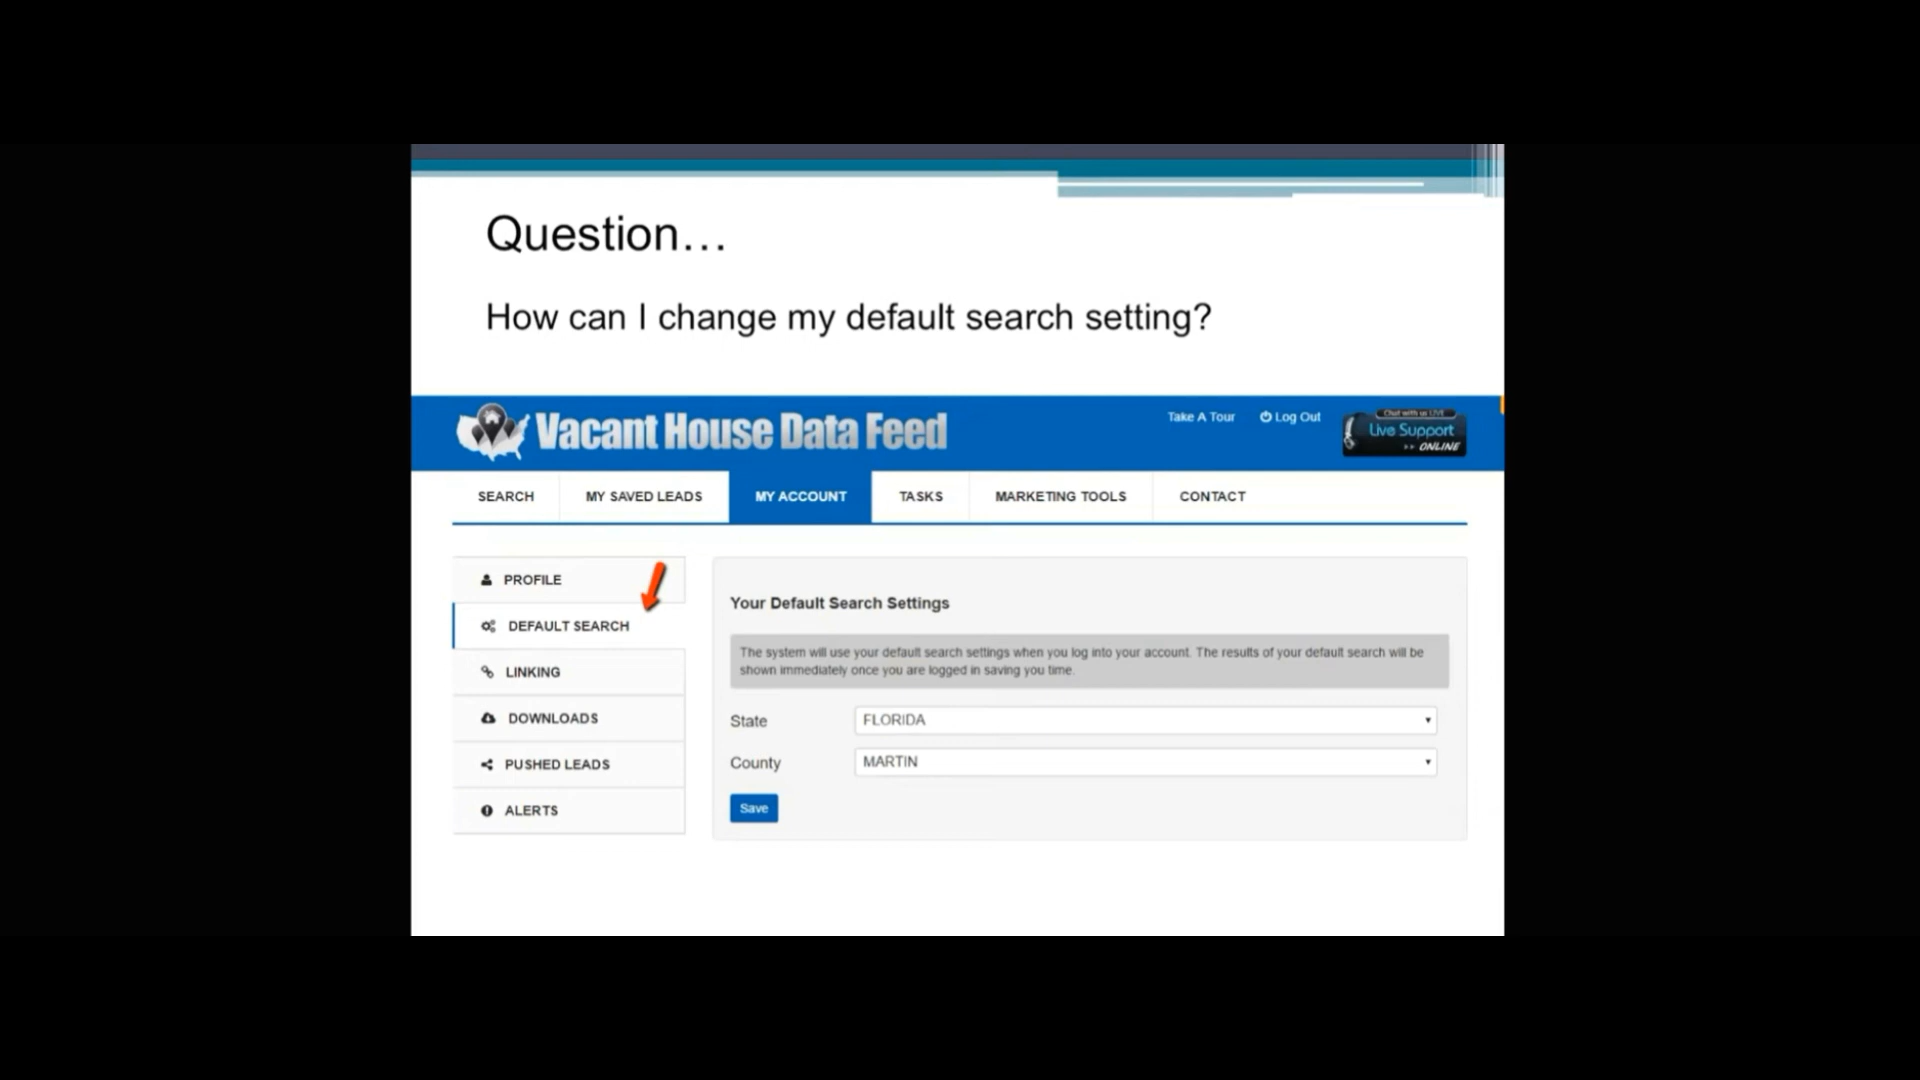 Question…
How can I change my default search setting?
Vacant House Data Feed
Take A Tour
Log Out
Chat with us LIVE
Live Support
>> ONLINE
SEARCH
MY SAVED LEADS
MY ACCOUNT
TASKS
MARKETING TOOLS
CONTACT
PROFILE
DEFAULT SEARCH
LINKING
DOWNLOADS
PUSHED LEADS
ALERTS
Your Default Search Settings
The system will use your default search settings when you log into your account. The results of your default search will be
shown immediately once you are logged in saving you time.
State
FLORIDA
County
MARTIN
Save